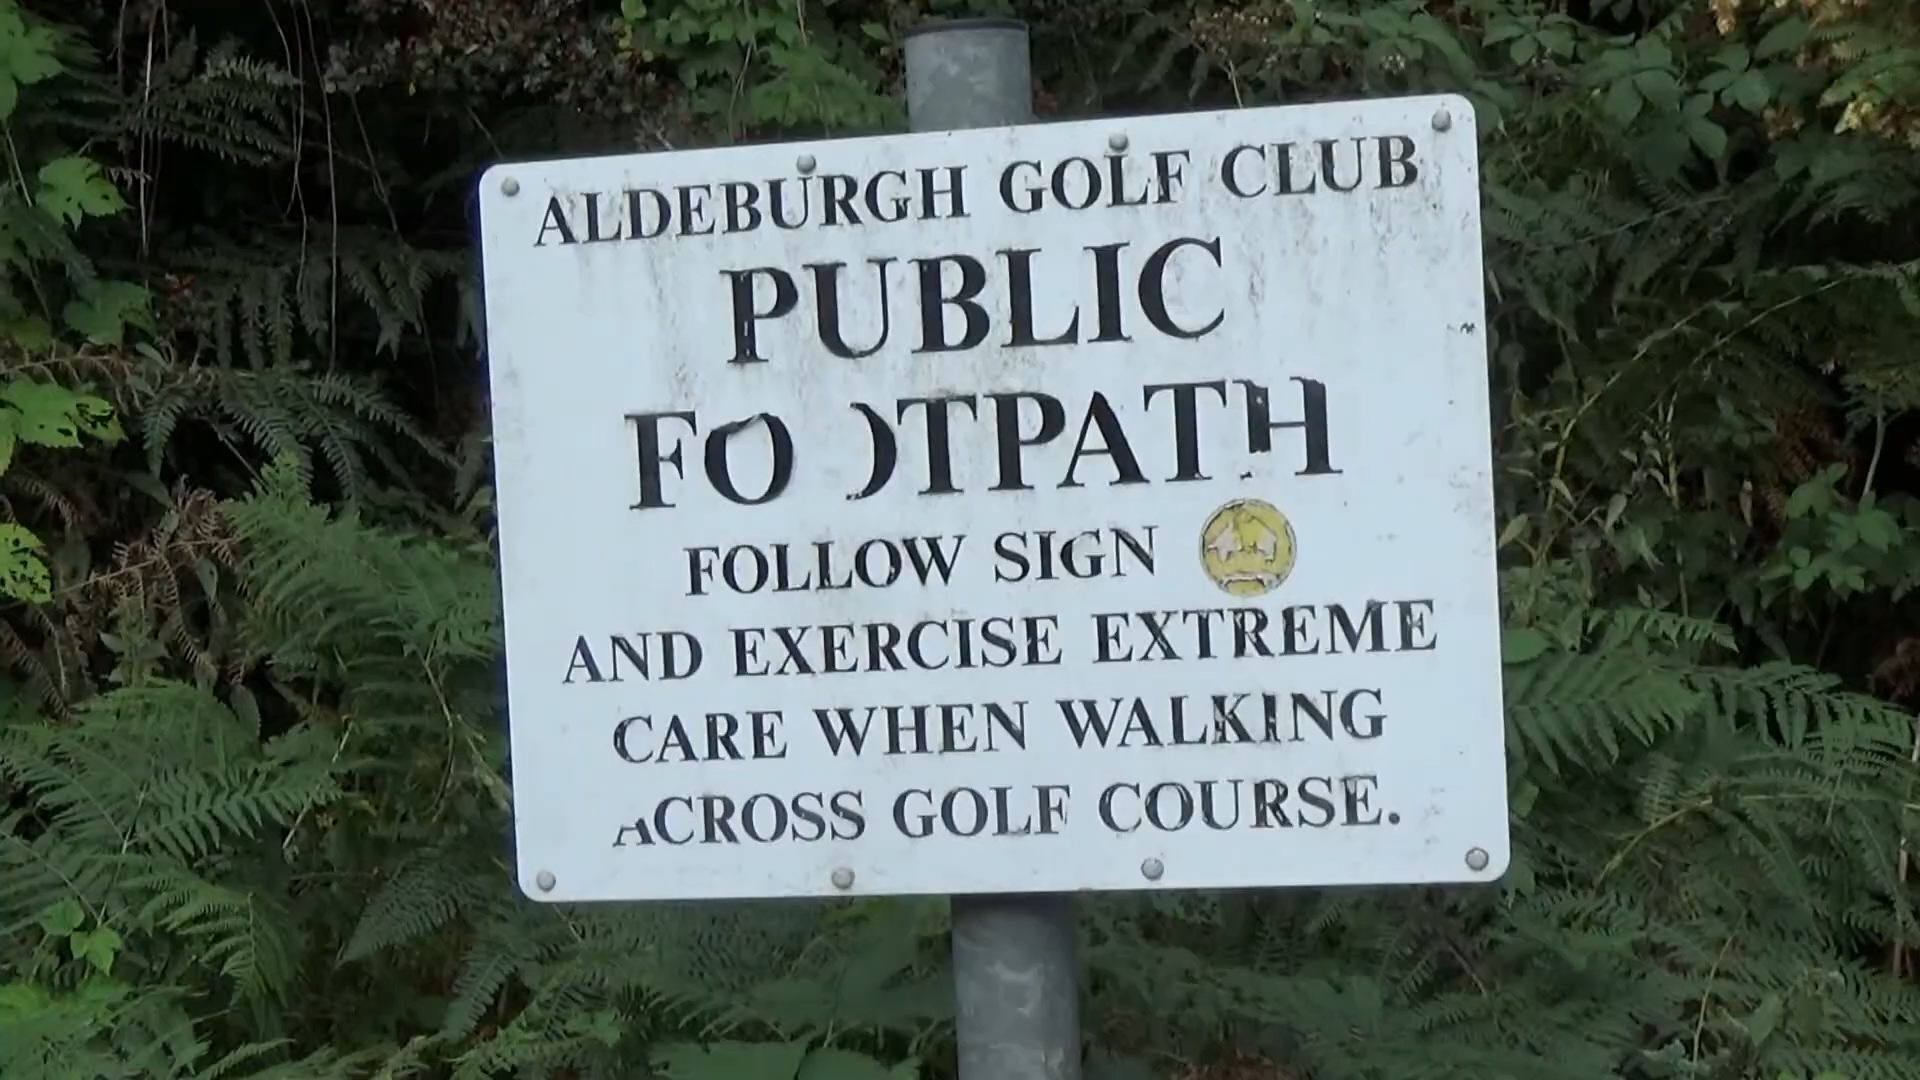 ALDEBURGH GOLF CLUB
PUBLIC
FOOTPATH
FOLLOW SIGN
AND EXERCISE EXTREME
CARE WHEN WALKING
ACROSS GOLF COURSE.